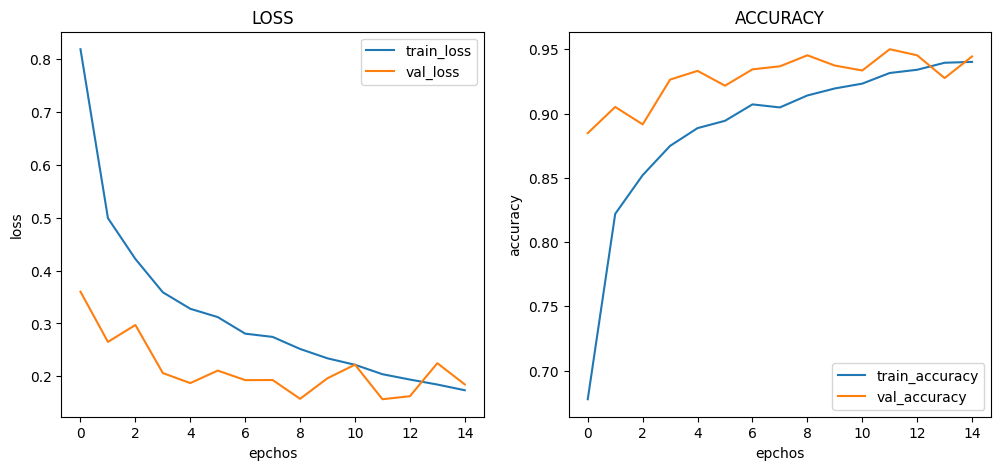 LOSS
train_loss
val_loss
0.8
0.7
0.6
0.5
0.4
0.3
0.2
loss
0 2 4 6 8 10 12 14
epchos
ACCURACY
0.95
0.90
0.85
0.80
0.75
0.70
accuracy
train_accuracy
val_accuracy
0 2 4 6 8 10 12 14
epchos